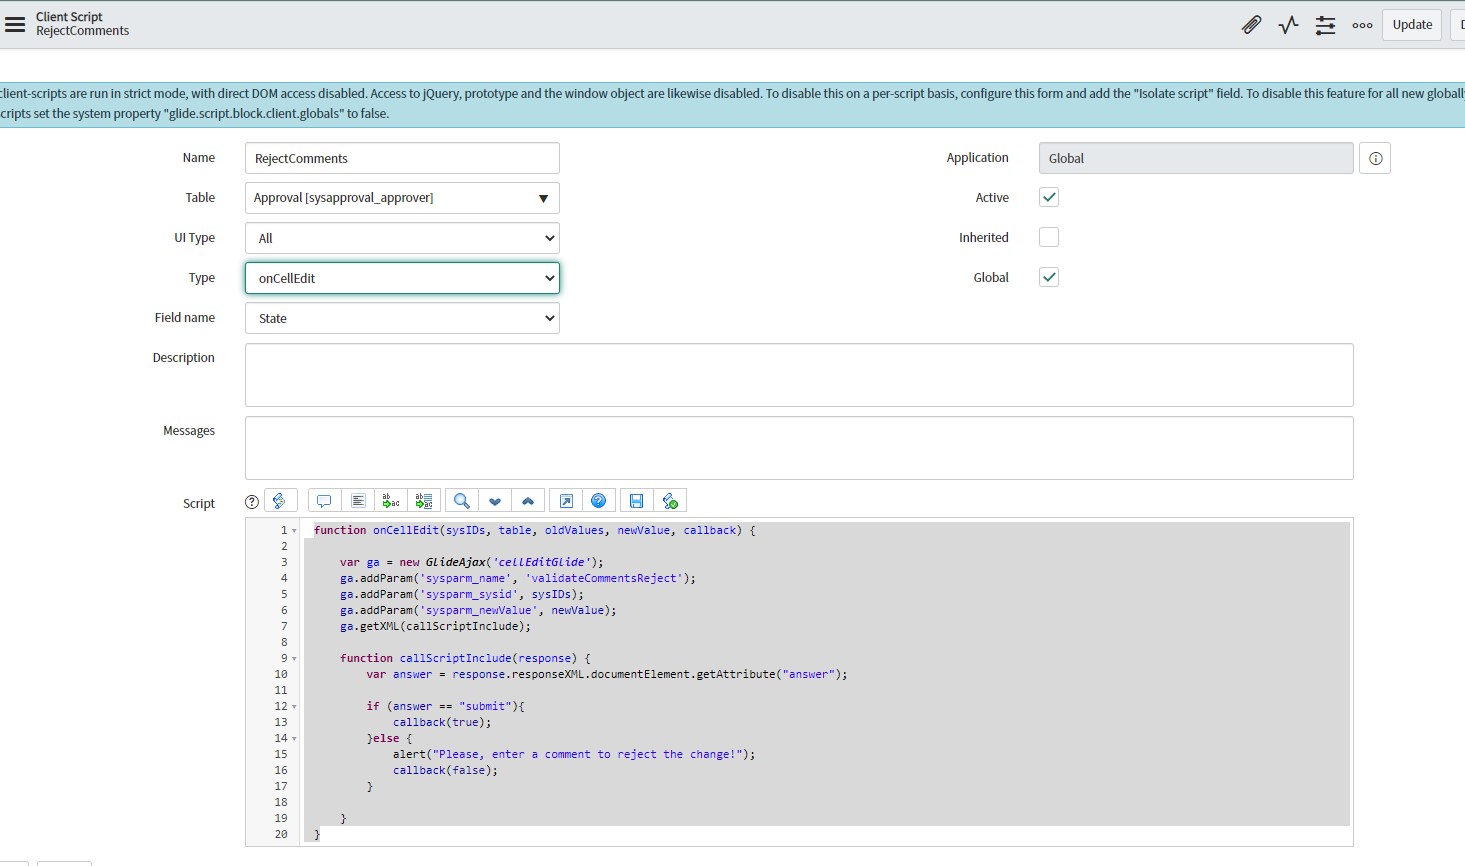 Client Script
RejectComments
Update
client-scripts are run in strict mode, with direct DOM access disabled. Access to jQuery, prototype and the window object are likewise disabled. To disable this on a per-script basis, configure this form and add the "Isolate script" field. To disable this feature for all new globall
cripts set the system property "glide.script.block.client.globals" to false.
Name RejectComments Application Global
Table Approval [sysapproval_approver] Active
UI Type All Inherited
Type onCellEdit Global
Field name State
Description
Messages
Script
1 function onCellEdit(sysIDs, table, oldValues, newValue, callback) {
2
3 var ga = new GlideAjax('cellEditGlide');
4 ga.addParam('sysparm_name', 'validateCommentsReject');
5 ga.addParam('sysparm_sysid', sysIDs);
6 ga.addParam('sysparm_newValue', newValue);
7 ga.getXML(callScriptInclude);
8
9 function callScriptInclude(response) {
10 var answer = response.responseXML.documentElement.getAttribute("answer");
11
12 if (answer == "submit"){
13 callback(true);
14 }else {
15 alert("Please, enter a comment to reject the change!");
16 callback(false);
17 }
18
19 }
20 }